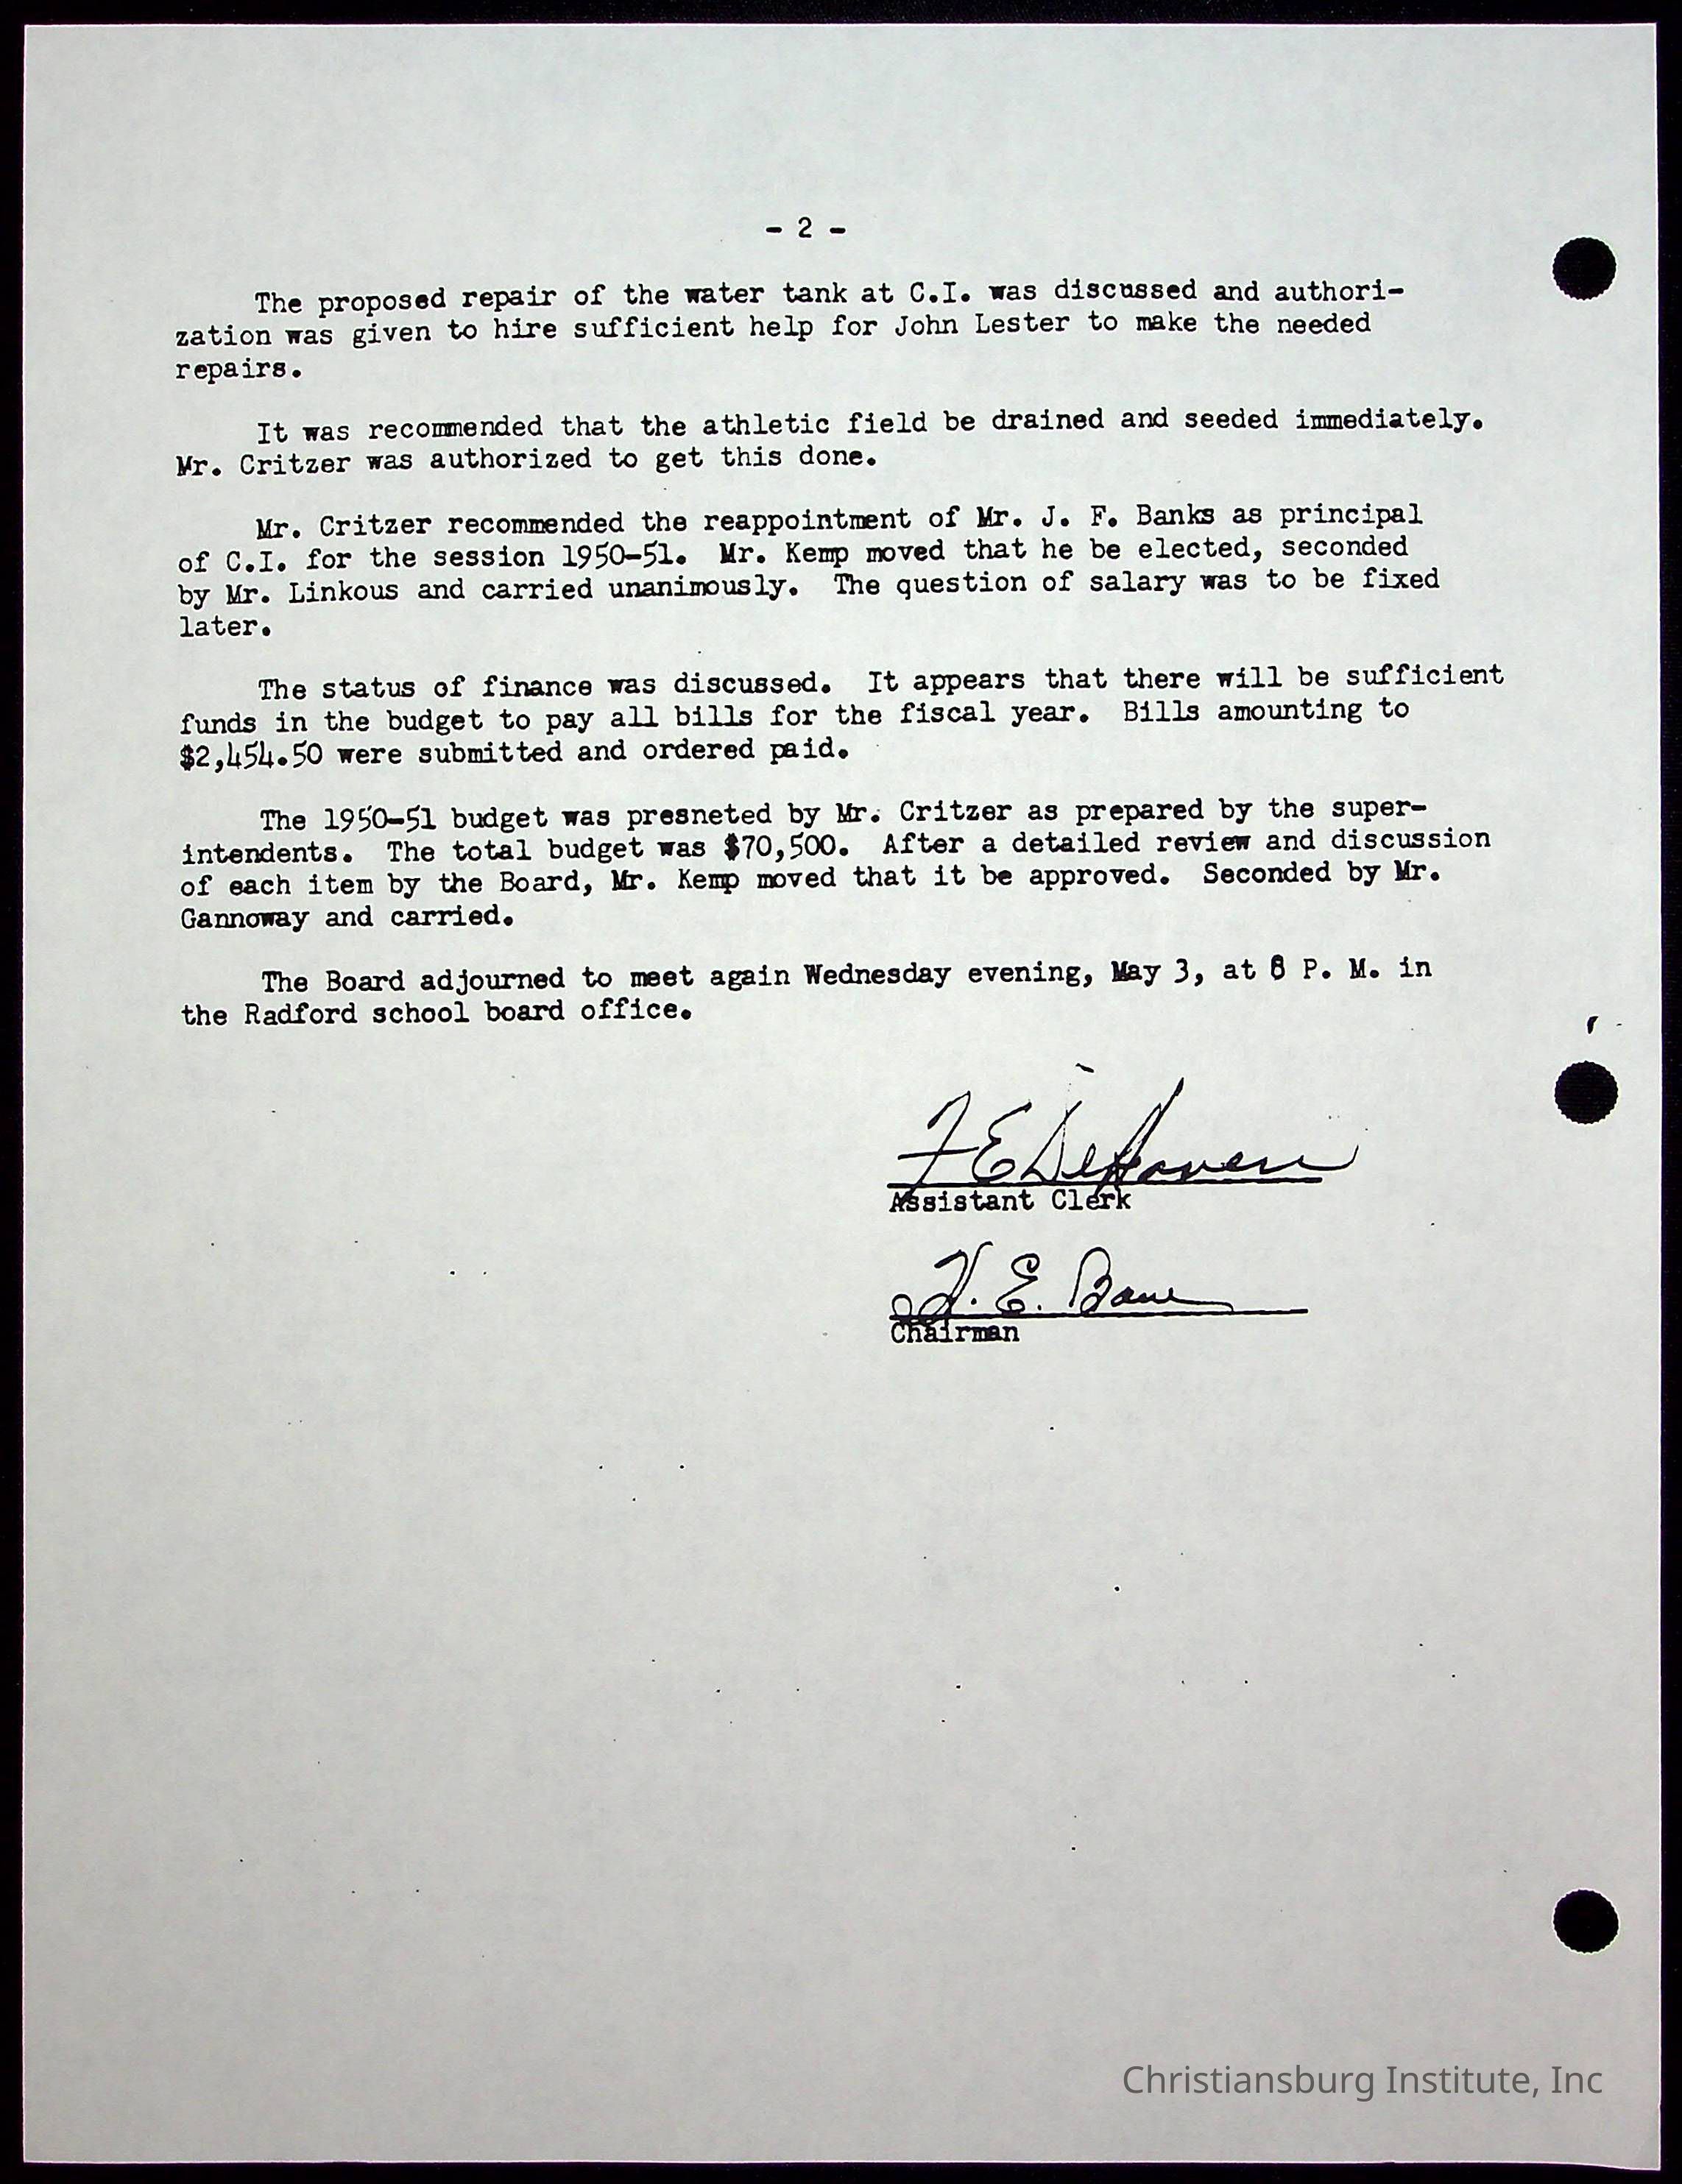 - 2 -
The proposed repair of the water tank at C.I. was discussed and authori-
zation was given to hire sufficient help for John Lester to make the needed
repairs.
It was recommended that the athletic field be drained and seeded immediately.
Mr. Critzer was authorized to get this done.
Mr. Critzer recommended the reappointment of Mr. J. F. Banks as principal
of C.I. for the session 1950-51. Mr. Kemp moved that he be elected, seconded
by Mr. Linkous and carried unanimously. The question of salary was to be fixed
later.
The status of finance was discussed. It appears that there will be sufficient
funds in the budget to pay all bills for the fiscal year. Bills amounting to
$2,454.50 were submitted and ordered paid.
The 1950-51 budget was presneted by Mr. Critzer as prepared by the super-
intendents. The total budget was $70,500. After a detailed review and discussion
of each item by the Board, Mr. Kemp moved that it be approved. Seconded by Mr.
Gannoway and carried.
The Board adjourned to meet again Wednesday evening, May 3, at 8 P. M. in
the Radford school board office.
F E DeHaven
Assistant Clerk
H. E. Bane
Chairman
Christiansburg Institute, Inc